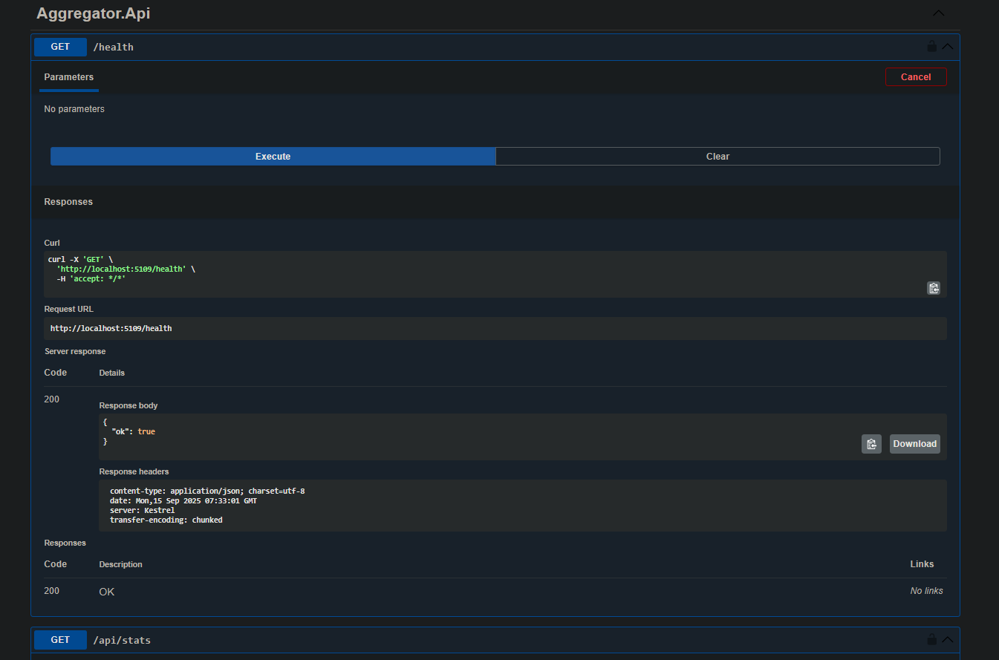 Aggregator.Api
GET /health
Parameters Cancel
No parameters
Execute Clear
Responses
Curl
curl -X 'GET' \
  'http://localhost:5109/health' \
  -H 'accept: */*'
Request URL
http://localhost:5109/health
Server response
Code Details
200
Response body
{
  "ok": true
}
Download
Response headers
content-type: application/json; charset=utf-8
date: Mon,15 Sep 2025 07:33:01 GMT
server: Kestrel
transfer-encoding: chunked
Responses
Code Description Links
200 OK No links
GET /api/stats